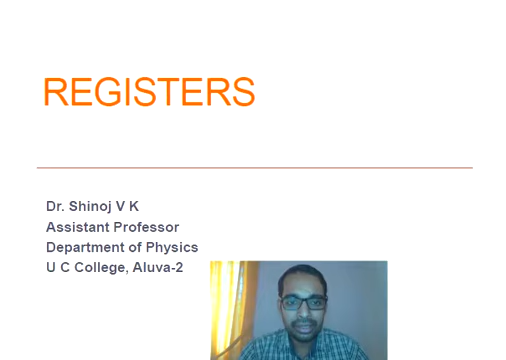 REGISTERS
Dr. Shinoj V K
Assistant Professor
Department of Physics
U C College, Aluva-2